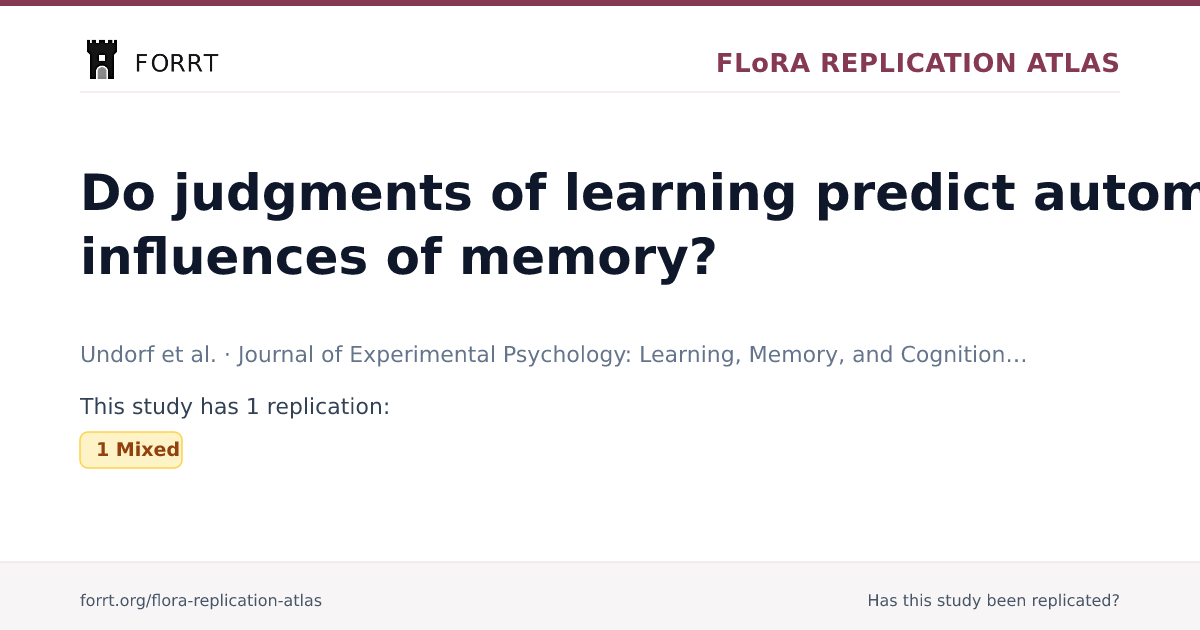 FORRT
FLoRA REPLICATION ATLAS
Do judgments of learning predict autom
influences of memory?
Undorf et al. · Journal of Experimental Psychology: Learning, Memory, and Cognition…
This study has 1 replication:
1 Mixed
forrt.org/flora-replication-atlas
Has this study been replicated?